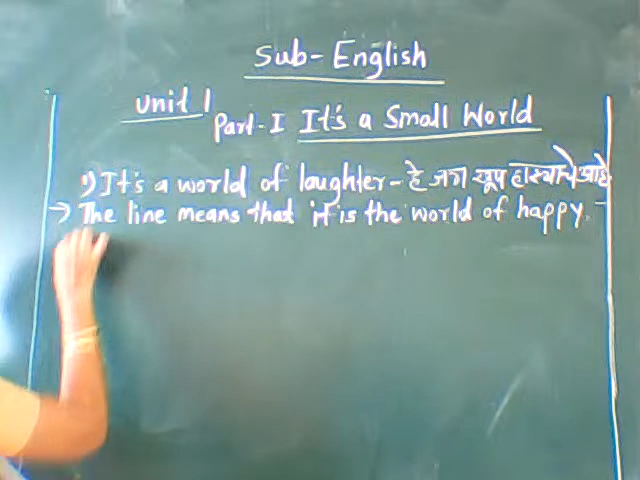 Sub- English
Unit 1
Part-I It's a Small World
१) It's a world of laughter - हे जग खूप हास्याचे आहे
→ The line means that it is the world of happy.